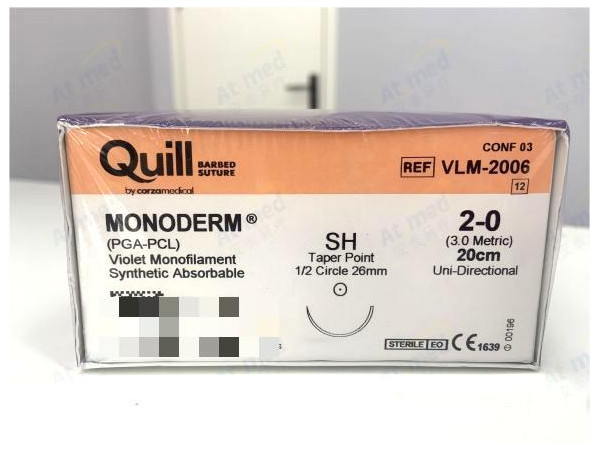 Quill BARBED SUTURE
by corzamedical
CONF 03
REF VLM-2006
12
MONODERM®
(PGA-PCL)
Violet Monofilament
Synthetic Absorbable
SH
Taper Point
1/2 Circle 26mm
2-0
(3.0 Metric)
20cm
Uni-Directional
STERILE EO CE 1639
00196
At med